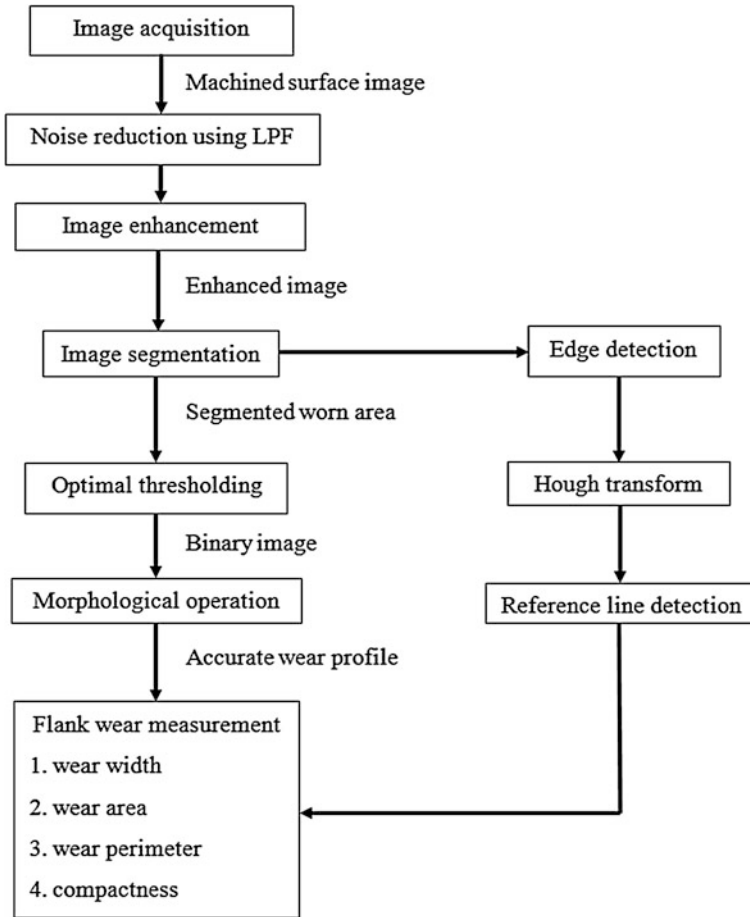 Image acquisition
Machined surface image
Noise reduction using LPF
Image enhancement
Enhanced image
Image segmentation
Edge detection
Segmented worn area
Optimal thresholding
Hough transform
Binary image
Morphological operation
Reference line detection
Accurate wear profile
Flank wear measurement
1. wear width
2. wear area
3. wear perimeter
4. compactness